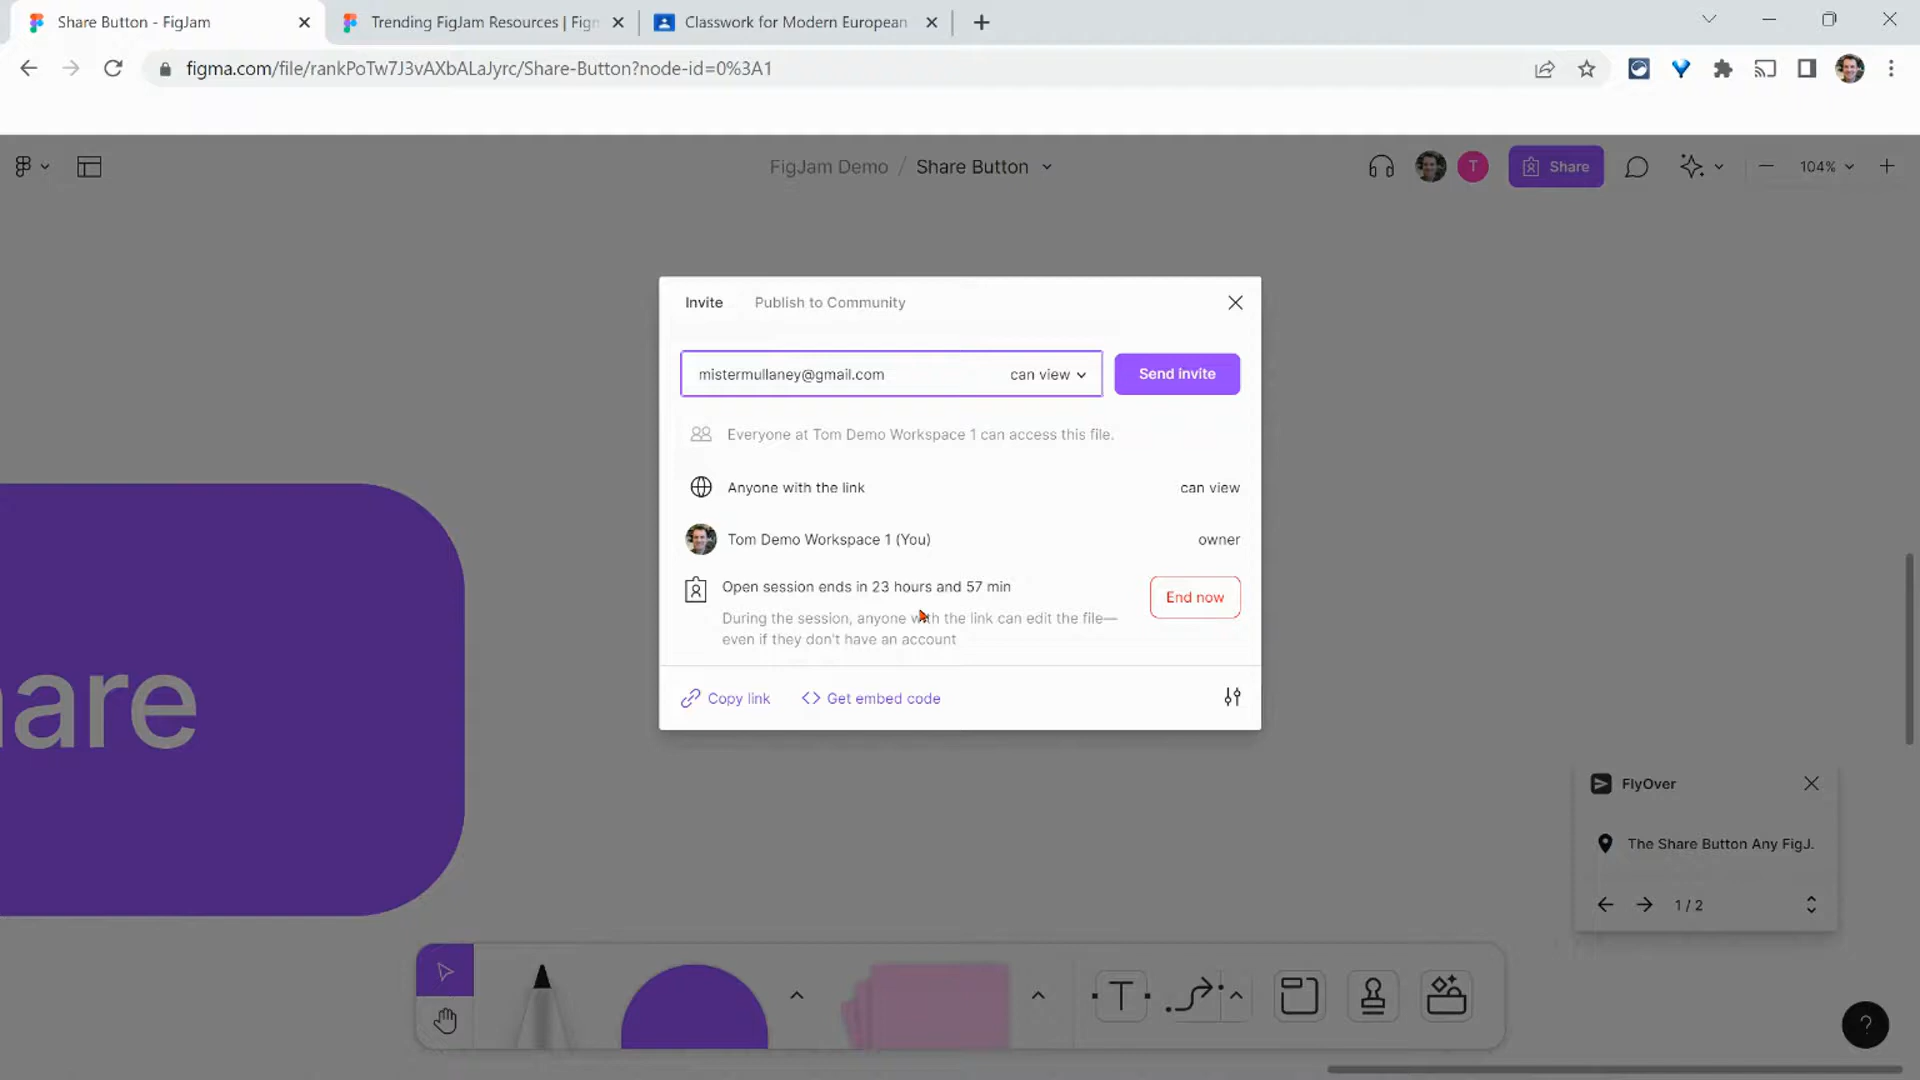 Share Button - FigJam
Trending FigJam Resources | Figm
Classwork for Modern European
figma.com/file/rankPoTw7J3vAXbALaJyrc/Share-Button?node-id=0%3A1
FigJam Demo / Share Button
T
Share
104%
Invite
Publish to Community
mistermullaney@gmail.com
can view
Send invite
Everyone at Tom Demo Workspace 1 can access this file.
Anyone with the link
can view
Tom Demo Workspace 1 (You)
owner
Open session ends in 23 hours and 57 min
During the session, anyone with the link can edit the file—
even if they don't have an account
End now
Copy link
Get embed code
hare
FlyOver
The Share Button Any FigJ.
1 / 2
T
?